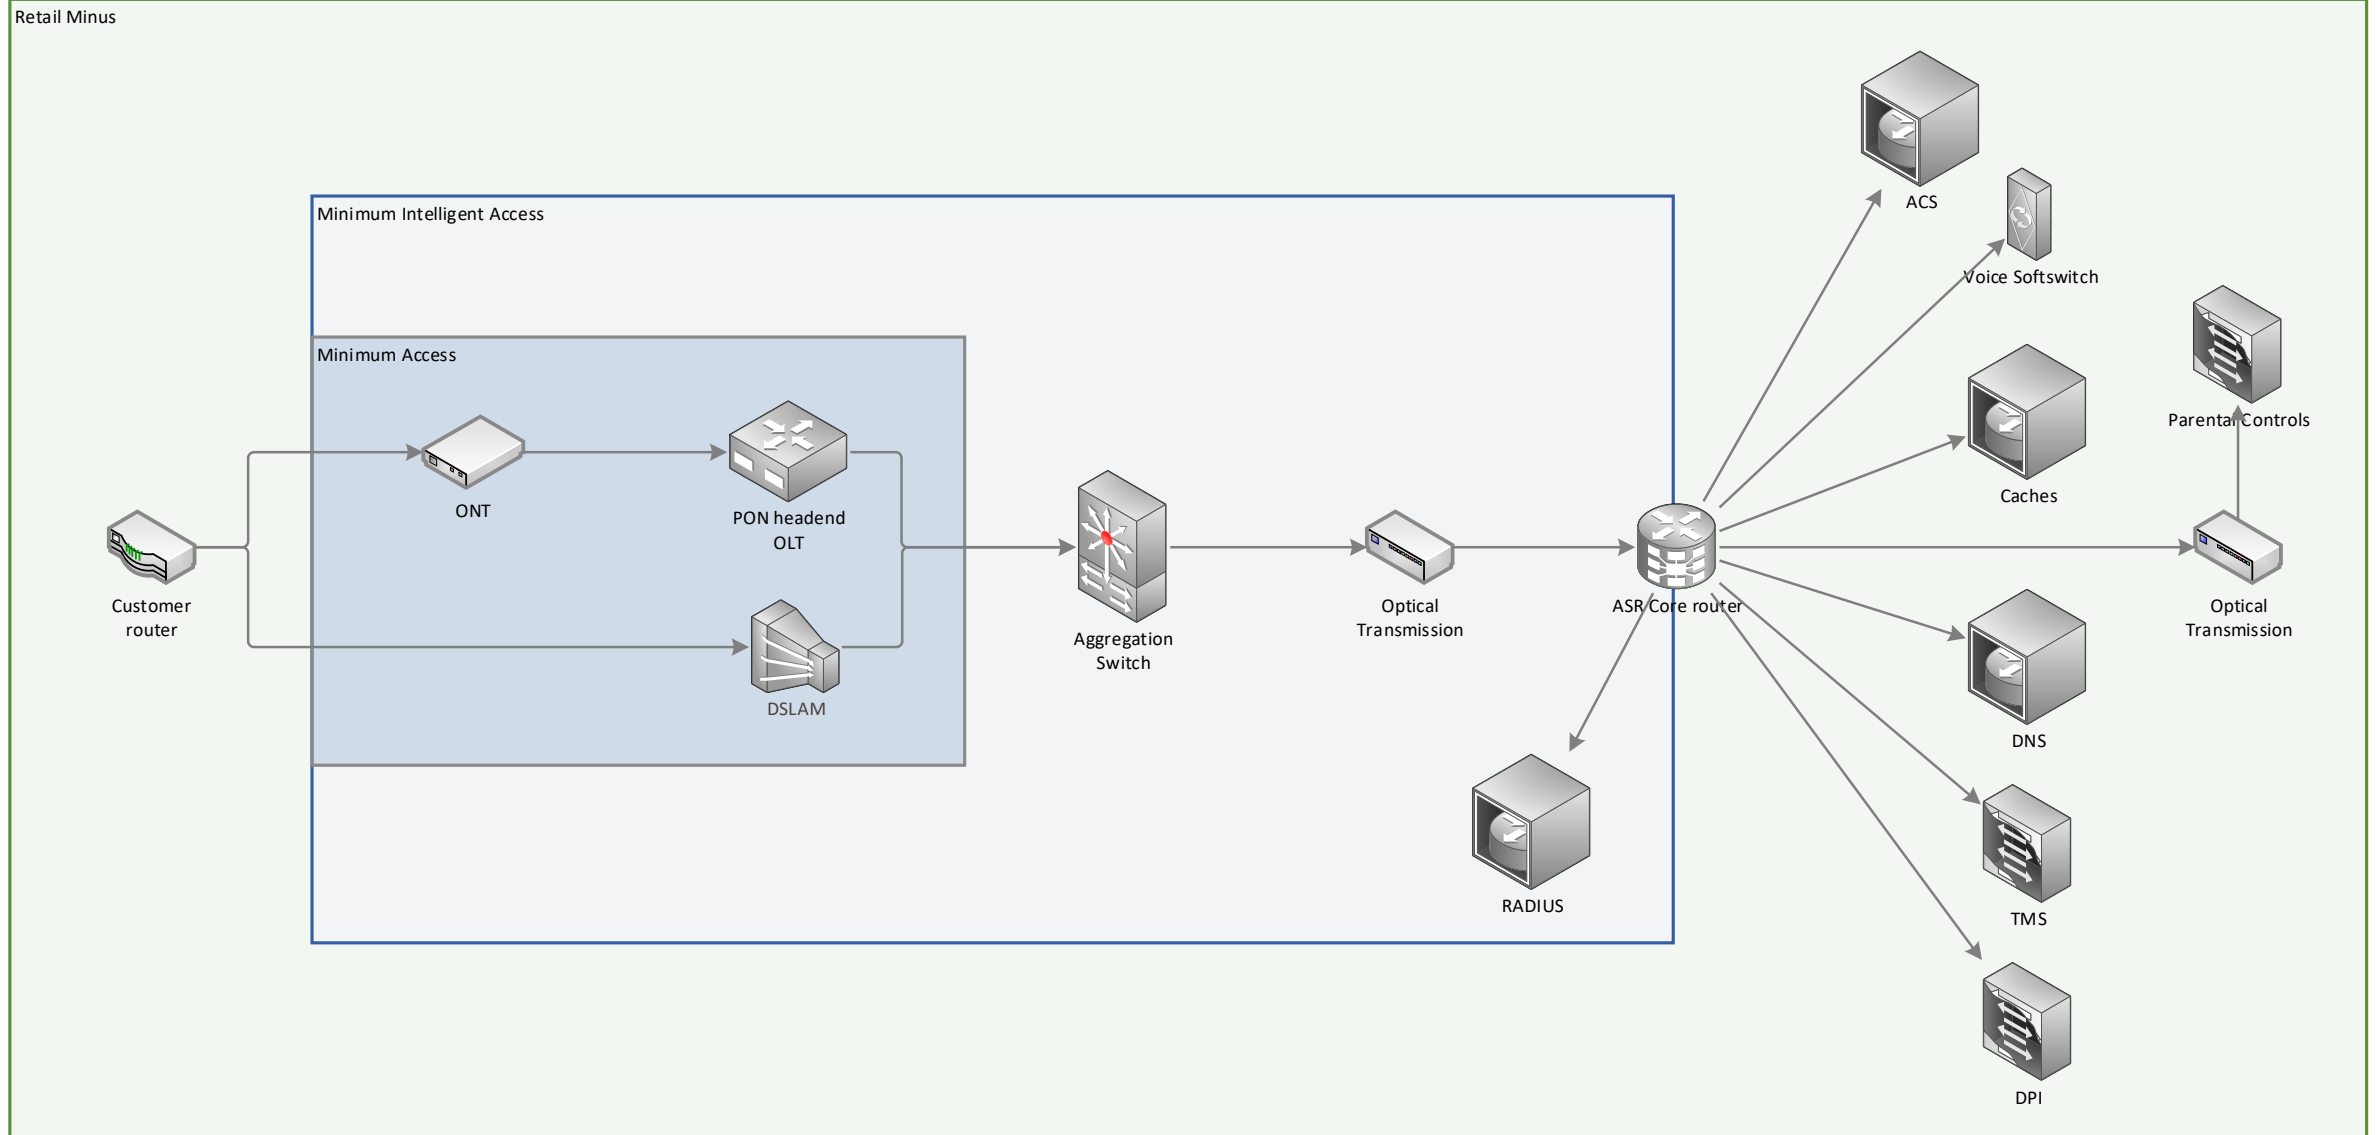 Retail Minus
ACS
Minimum Intelligent Access
Voice Softswitch
Minimum Access
Parental Controls
Caches
ONT
PON headend
OLT
Customer
router
Aggregation
Switch
Optical
Transmission
ASR Core router
Optical
Transmission
DSLAM
DNS
RADIUS
TMS
DPI